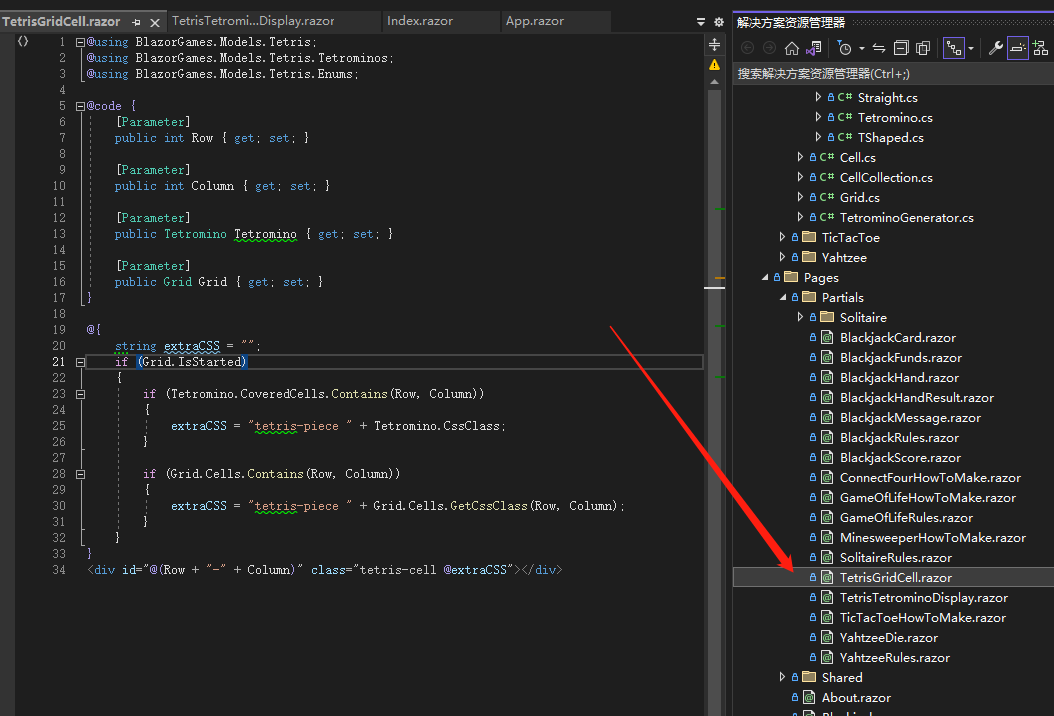 TetrisGridCell.razor
TetrisTetromi...Display.razor
Index.razor
App.razor
1 @using BlazorGames.Models.Tetris;
2 @using BlazorGames.Models.Tetris.Tetrominos;
3 @using BlazorGames.Models.Tetris.Enums;
4
5 @code {
6 [Parameter]
7 public int Row { get; set; }
8
9 [Parameter]
10 public int Column { get; set; }
11
12 [Parameter]
13 public Tetromino Tetromino { get; set; }
14
15 [Parameter]
16 public Grid Grid { get; set; }
17 }
18
19 @{
20 string extraCSS = "";
21 if (Grid.IsStarted)
22 {
23 if (Tetromino.CoveredCells.Contains(Row, Column))
24 {
25 extraCSS = "tetris-piece " + Tetromino.CssClass;
26 }
27
28 if (Grid.Cells.Contains(Row, Column))
29 {
30 extraCSS = "tetris-piece " + Grid.Cells.GetCssClass(Row, Column);
31 }
32 }
33 }
34 <div id="@(Row + "-" + Column)" class="tetris-cell @extraCSS"></div>
解决方案资源管理器
搜索解决方案资源管理器(Ctrl+;)
C# Straight.cs
C# Tetromino.cs
C# TShaped.cs
C# Cell.cs
C# CellCollection.cs
C# Grid.cs
C# TetrominoGenerator.cs
TicTacToe
Yahtzee
Pages
Partials
Solitaire
BlackjackCard.razor
BlackjackFunds.razor
BlackjackHand.razor
BlackjackHandResult.razor
BlackjackMessage.razor
BlackjackRules.razor
BlackjackScore.razor
ConnectFourHowToMake.razor
GameOfLifeHowToMake.razor
GameOfLifeRules.razor
MinesweeperHowToMake.razor
SolitaireRules.razor
TetrisGridCell.razor
TetrisTetrominoDisplay.razor
TicTacToeHowToMake.razor
YahtzeeDie.razor
YahtzeeRules.razor
Shared
About.razor